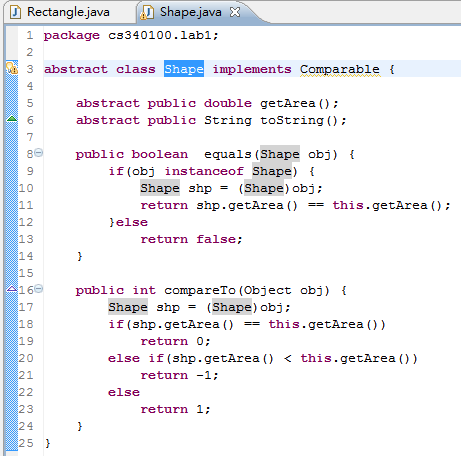 Rectangle.java Shape.java
1 package cs340100.lab1;
2
3 abstract class Shape implements Comparable {
4
5     abstract public double getArea();
6     abstract public String toString();
7
8     public boolean  equals(Shape obj) {
9         if(obj instanceof Shape) {
10             Shape shp = (Shape)obj;
11             return shp.getArea() == this.getArea();
12         }else
13             return false;
14     }
15
16     public int compareTo(Object obj) {
17         Shape shp = (Shape)obj;
18         if(shp.getArea() == this.getArea())
19             return 0;
20         else if(shp.getArea() < this.getArea())
21             return -1;
22         else
23             return 1;
24     }
25 }